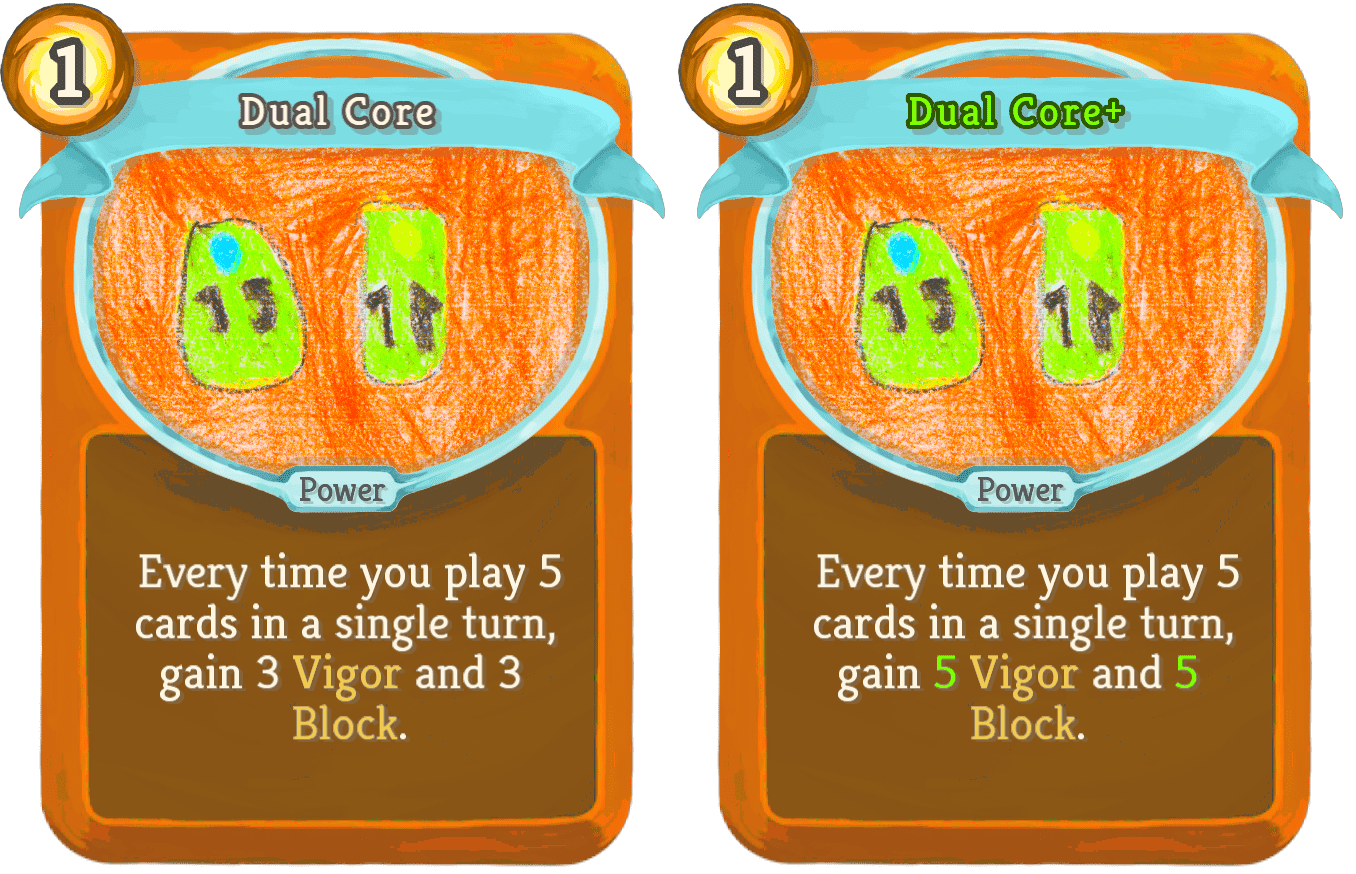 1
Dual Core
Power
Every time you play 5
cards in a single turn,
gain 3 Vigor and 3
Block.
1
Dual Core+
Power
Every time you play 5
cards in a single turn,
gain 5 Vigor and 5
Block.